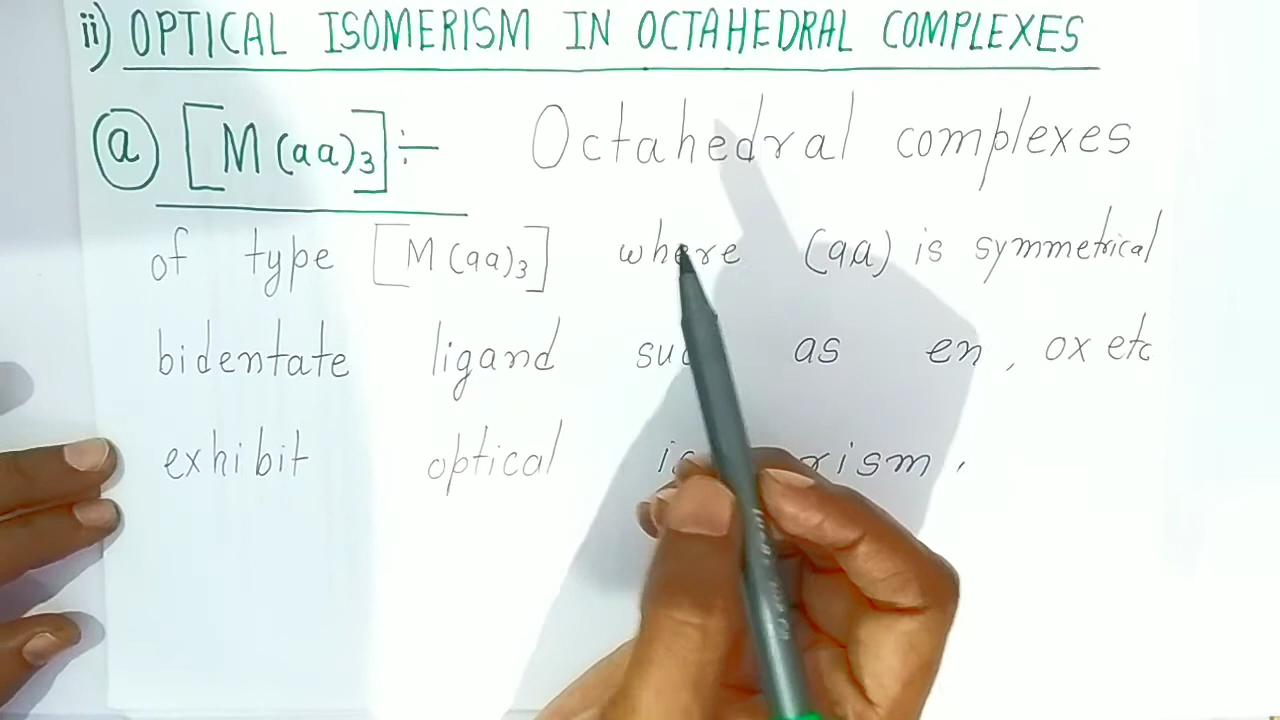 ii) OPTICAL ISOMERISM IN OCTAHEDRAL COMPLEXES
(a) [M(aa)₃]:- Octahedral complexes
of type [M(aa)₃] where (aa) is symmetrical
bidentate ligand as en, ox etc
exhibit optical